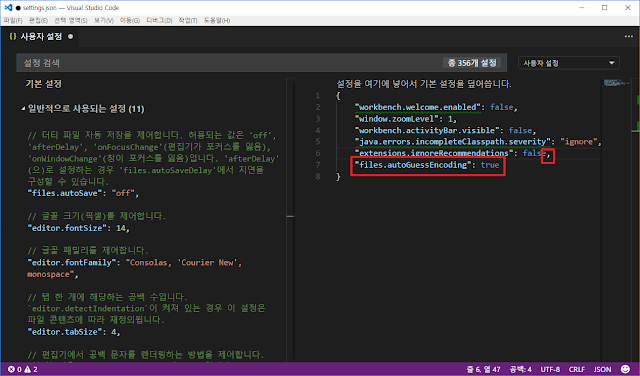 ● settings.json — Visual Studio Code
파일(F) 편집(E) 선택 영역(S) 보기(V) 이동(G) 디버그(D) 작업(T) 도움말(H)
{ } 사용자 설정 ●
설정 검색 총 356개 설정 사용자 설정
기본 설정
일반적으로 사용되는 설정 (11)
// 더티 파일 자동 저장을 제어합니다. 허용되는 값은 'off',
'afterDelay', 'onFocusChange'(편집기가 포커스를 잃음),
'onWindowChange'(창이 포커스를 잃음)입니다. 'afterDelay'
(으)로 설정하는 경우 'files.autoSaveDelay'에서 지연을
구성할 수 있습니다.
"files.autoSave": "off",
// 글꼴 크기(픽셀)를 제어합니다.
"editor.fontSize": 14,
// 글꼴 패밀리를 제어합니다.
"editor.fontFamily": "Consolas, 'Courier New',
monospace",
// 탭 한 개에 해당하는 공백 수입니다.
`editor.detectIndentation`이 켜져 있는 경우 이 설정은
파일 콘텐츠에 따라 재정의됩니다.
"editor.tabSize": 4,
// 편집기에서 공백 문자를 렌더링하는 방법을 제어합니다.
설정을 여기에 넣어서 기본 설정을 덮어씁니다.
1 {
2 "workbench.welcome.enabled": false,
3 "window.zoomLevel": 1,
4 "workbench.activityBar.visible": false,
5 "java.errors.incompleteClasspath.severity": "ignore",
6 "extensions.ignoreRecommendations": false,
7 "files.autoGuessEncoding": true
8 }
0 2 줄 6, 열 47 공백: 4 UTF-8 CRLF JSON